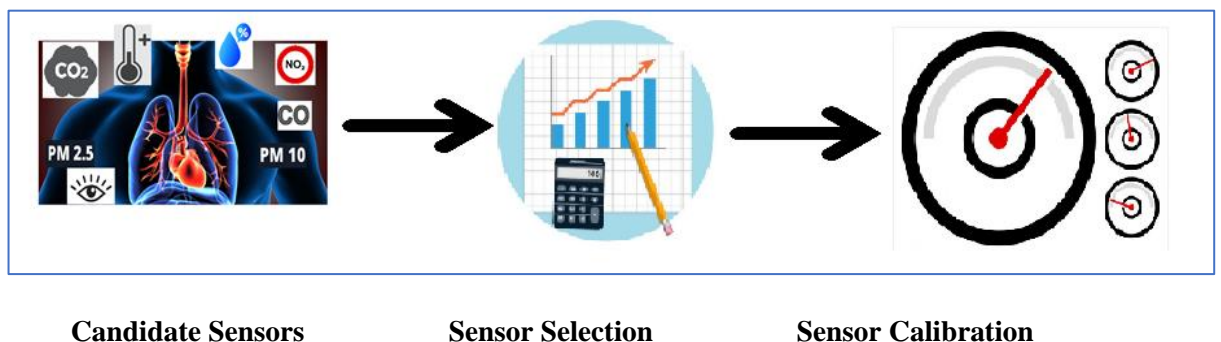 %
CO₂
+
NO₂
CO
PM 2.5
PM 10
Candidate Sensors
Sensor Selection
Sensor Calibration